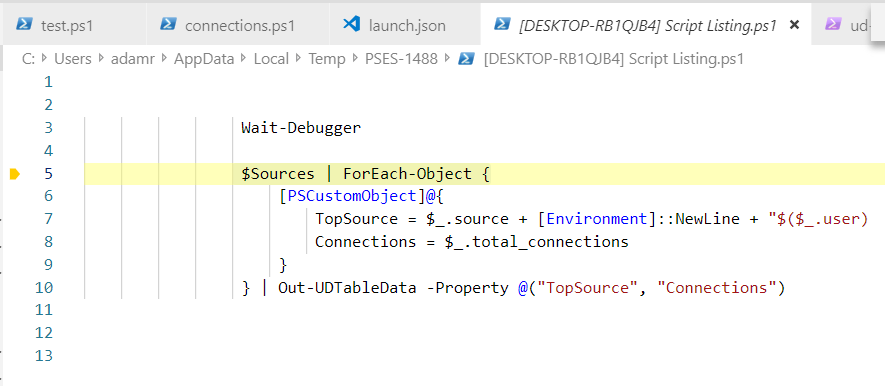 test.ps1 connections.ps1 launch.json [DESKTOP-RB1QJB4] Script Listing.ps1 ud-
C: > Users > adamr > AppData > Local > Temp > PSES-1488 > [DESKTOP-RB1QJB4] Script Listing.ps1
1
2
3 Wait-Debugger
4
5 $Sources | ForEach-Object {
6 [PSCustomObject]@{
7 TopSource = $_.source + [Environment]::NewLine + "$($_.user)
8 Connections = $_.total_connections
9 }
10 } | Out-UDTableData -Property @("TopSource", "Connections")
11
12
13